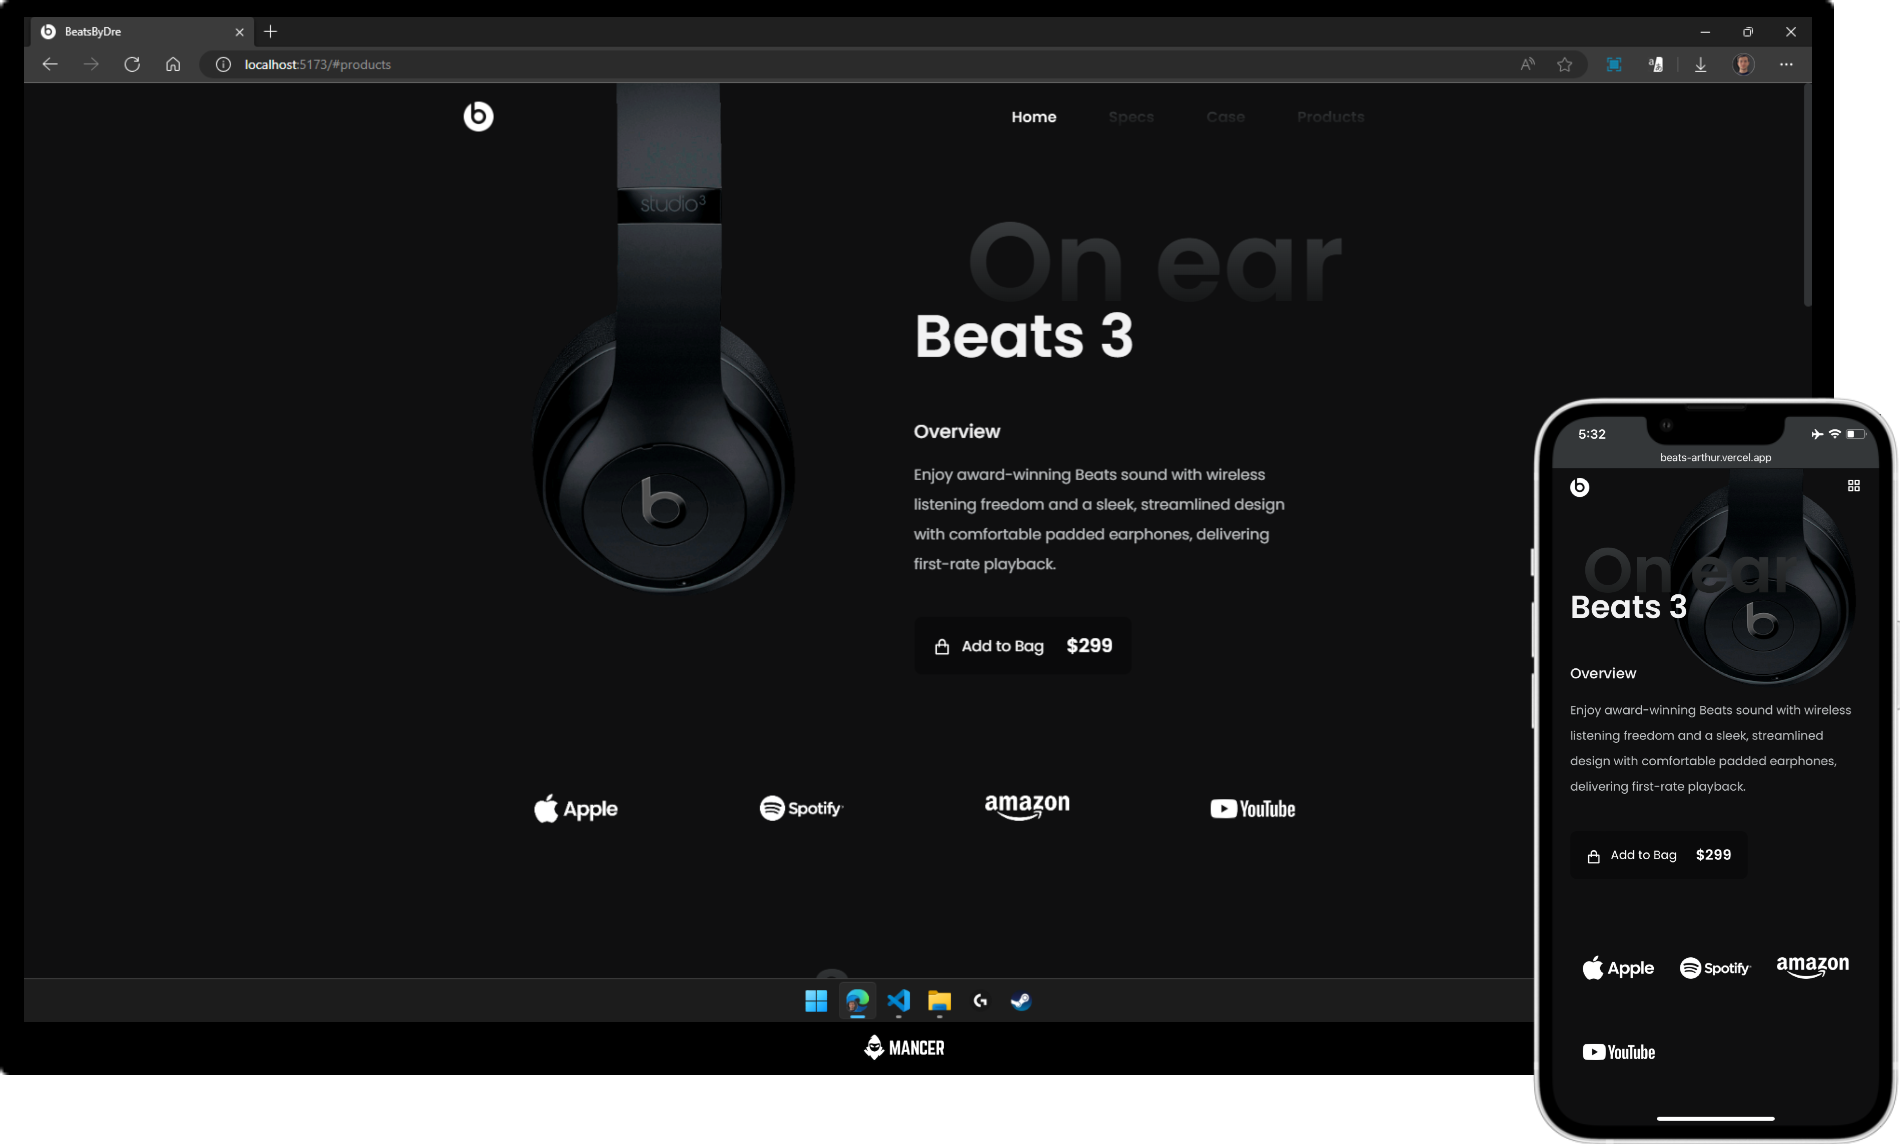 BeatsByDre
localhost:5173/#products
Home Specs Case Products
studio3
On ear
Beats 3
Overview
Enjoy award-winning Beats sound with wireless
listening freedom and a sleek, streamlined design
with comfortable padded earphones, delivering
first-rate playback.
Add to Bag $299
Apple Spotify amazon YouTube
MANCER
5:32
beats-arthur.vercel.app
On ear
Beats 3
Overview
Enjoy award-winning Beats sound with wireless
listening freedom and a sleek, streamlined
design with comfortable padded earphones,
delivering first-rate playback.
Add to Bag $299
Apple Spotify amazon
YouTube